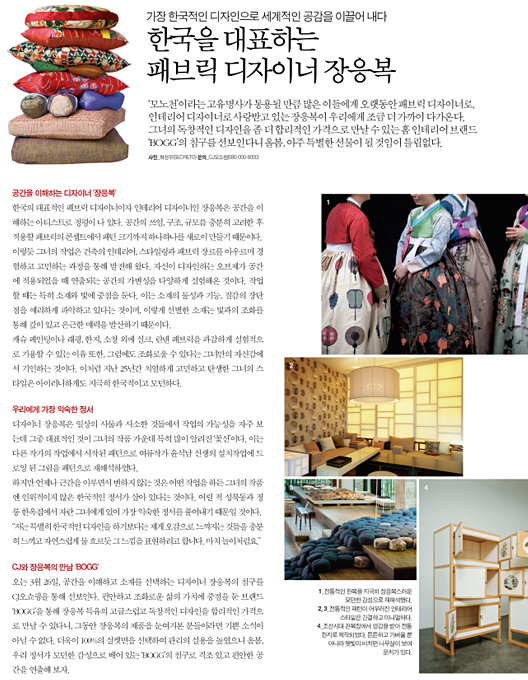 가장 한국적인 디자인으로 세계적인 공감을 이끌어 내다
한국을 대표하는
패브릭 디자이너 장응복
‘모노콜렉션’이라는 고유명사가 통용될 만큼 많은 이들에게 오랫동안 패브릭 디자이너로,
인테리어 디자이너로 사랑받고 있는 장응복이 우리에게 조금 더 가까이 다가온다.
그녀의 독창적인 디자인을 좀 더 합리적인 가격으로 만날 수 있는 홈 인테리어 브랜드
‘BOGG’의 침구를 선보인다니 올봄, 아주 특별한 선물이 될 것임이 틀림없다.
공간을 이해하는 디자이너 ‘장응복’
한국의 대표적인 패브릭 디자이너이자 인테리어 디자이너인 장응복은 공간을 이
해하는 아티스트로 정평이 나 있다. 공간의 쓰임, 구조, 규모를 충분히 고려한 후
적용할 패브릭의 콘셉트에서 패턴 크기까지 하나하나를 새로이 만들기 때문이다.
이렇듯 그녀의 작업은 건축의 인테리어, 스타일링과 패브릭 장르를 아우르며 경
험하고 고민하는 과정을 통해 발전해 왔다. 자신이 디자인하는 오브제가 공간
에 적용되었을 때 연출되는 공간의 가변성을 다양하게 실험해온 것이다. 작업
할 때는 특히 소재와 빛에 중점을 둔다. 이는 소재의 물성과 기능, 질감의 장단
점을 예리하게 파악하고 있다는 것이며, 이렇게 선별한 소재는 빛과의 조화를
통해 깊이 있고 은근한 매력을 발산하기 때문이다.
캐슈 페인팅이나 래핑, 한지, 소창 외에 실크, 린넨 패브릭을 과감하게 실험적으
로 기용할 수 있는 이유 또한, 그럼에도 조화로울 수 있다는 그녀만의 자신감에
서 기인하는 것이다. 이처럼 지난 25년간 치열하게 고민하고 탄생한 그녀의 스
타일은 아이러니하게도 지극히 한국적이고 모던하다.
우리에게 가장 익숙한 정서
디자이너 장응복은 일상의 사물과 사소한 것들에서 작업의 가능성을 자주 보
는데 그중 대표적인 것이 그녀의 작품 가운데 특히 많이 알려진 ‘꽃신’이다. 이는
다른 작가의 작업에서 시작된 패턴으로 여류작가 윤석남 선생의 설치작업에 드
로잉 된 그림을 패턴으로 재해석하였다.
하지만 언제나 근간을 이루면서 변하지 않는 것은 어떤 작업을 하든 그녀의 작품
엔 인위적이지 않은 한국적인 정서가 살아 있다는 것이다. 이런 적 성북동과 정
릉 한옥집에서 자란 그녀에게 있어 가장 익숙한 정서를 풀어내기 때문일 것이다.
“저는 특별히 한국적인 디자인을 하기보다는 제게 오감으로 느껴지는 것들을 충분
히 느끼고 자연스럽게 물 흐르듯 그 느낌을 표현하려고 합니다. 마치 놀이처럼요.”
CJ와 장응복의 만남 ‘BOGG’
오는 3월 26일, 공간을 이해하고 소재를 선택하는 디자이너 장응복의 침구를
CJ오쇼핑을 통해 선보인다. 편안하고 조화로운 삶의 가치에 중점을 둔 브랜드
‘BOGG’을 통해 장응복 특유의 고급스럽고 독창적인 디자인을 합리적인 가격으
로 만날 수 있다니, 그동안 장응복의 제품을 눈여겨본 분들이라면 기쁜 소식이
아닐 수 없다. 더욱이 100%의 실켓면을 선택하여 관리의 실용을 높였으니 올봄,
우리 정서가 모던한 감성으로 배어 있는 ‘BOGG’의 침구로 격조 있고 편안한 공
간을 연출해 보자.
1
2
3
4
1_전통적인 한복을 지극히 장응복스러운
모던한 감성으로 재해석했다.
2, 3_전통적인 패턴이 어우러진 인테리어
스타일은 간결하고 미니멀하다.
4_조선시대 관복장에서 영감을 받아 전통
한지로 제작되었다. 튼튼하고 가벼울 뿐
아니라 햇빛이 비치면 나뭇살이 보여
운치가 있다.